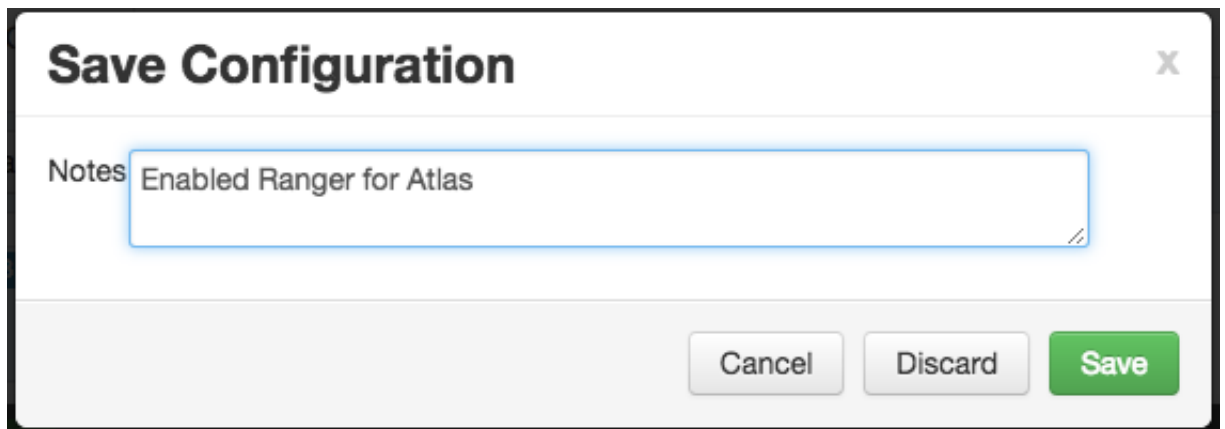 Save Configuration
x
Notes
Enabled Ranger for Atlas
Cancel
Discard
Save